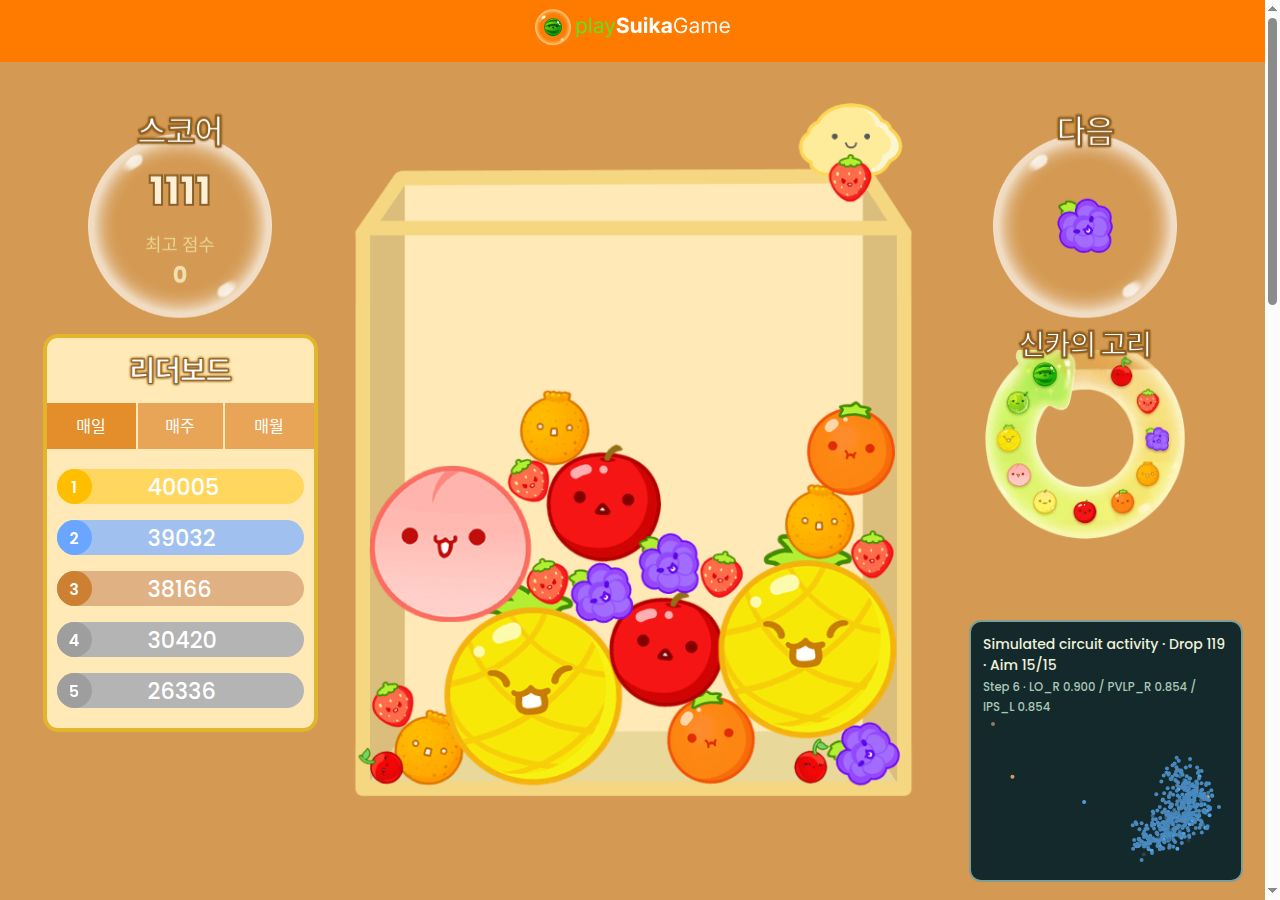 playSuikaGame
스코어
1111
최고 점수
0
리더보드
매일
매주
매월
1
40005
2
39032
3
38166
4
30420
5
26336
다음
신카의 고리
Simulated circuit activity · Drop 119
· Aim 15/15
Step 6 · LO_R 0.900 / PVLP_R 0.854 /
IPS_L 0.854